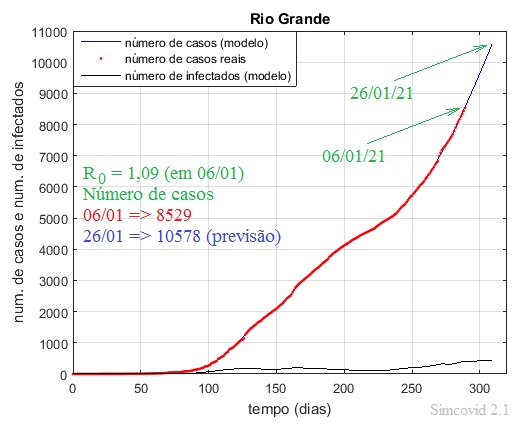 Rio Grande
11000
10000
9000
8000
7000
6000
5000
4000
3000
2000
1000
0
num. de casos e num. de infectados
número de casos (modelo)
número de casos reais
número de infectados (modelo)
26/01/21
06/01/21
R0 = 1,09 (em 06/01)
Número de casos
06/01 => 8529
26/01 => 10578 (previsão)
0 50 100 150 200 250 300
tempo (dias)
Simcovid 2.1